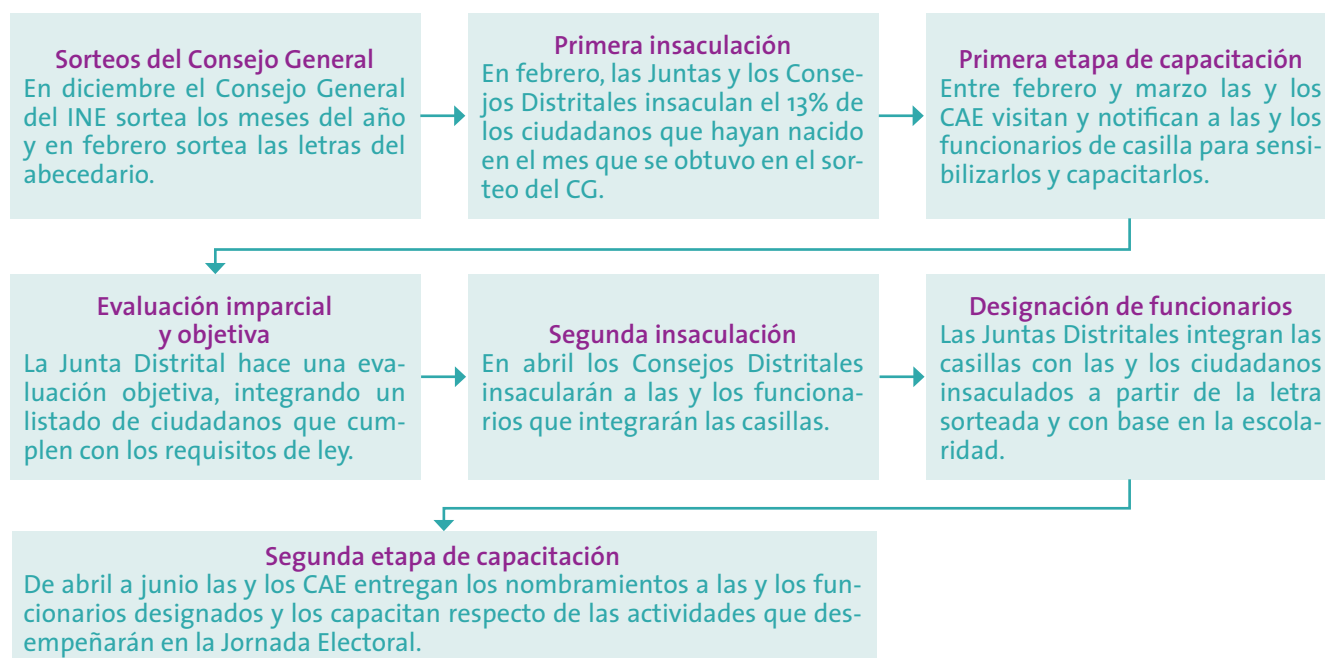 Sorteos del Consejo General
En diciembre el Consejo General
del INE sortea los meses del año
y en febrero sortea las letras del
abecedario.
Primera insaculación
En febrero, las Juntas y los Conse-
jos Distritales insaculan el 13% de
los ciudadanos que hayan nacido
en el mes que se obtuvo en el sor-
teo del CG.
Primera etapa de capacitación
Entre febrero y marzo las y los
CAE visitan y notifican a las y los
funcionarios de casilla para sensi-
bilizarlos y capacitarlos.
Evaluación imparcial
y objetiva
La Junta Distrital hace una eva-
luación objetiva, integrando un
listado de ciudadanos que cum-
plen con los requisitos de ley.
Segunda insaculación
En abril los Consejos Distritales
insacularán a las y los funciona-
rios que integrarán las casillas.
Designación de funcionarios
Las Juntas Distritales integran las
casillas con las y los ciudadanos
insaculados a partir de la letra
sorteada y con base en la escola-
ridad.
Segunda etapa de capacitación
De abril a junio las y los CAE entregan los nombramientos a las y los fun-
cionarios designados y los capacitan respecto de las actividades que des-
empeñarán en la Jornada Electoral.